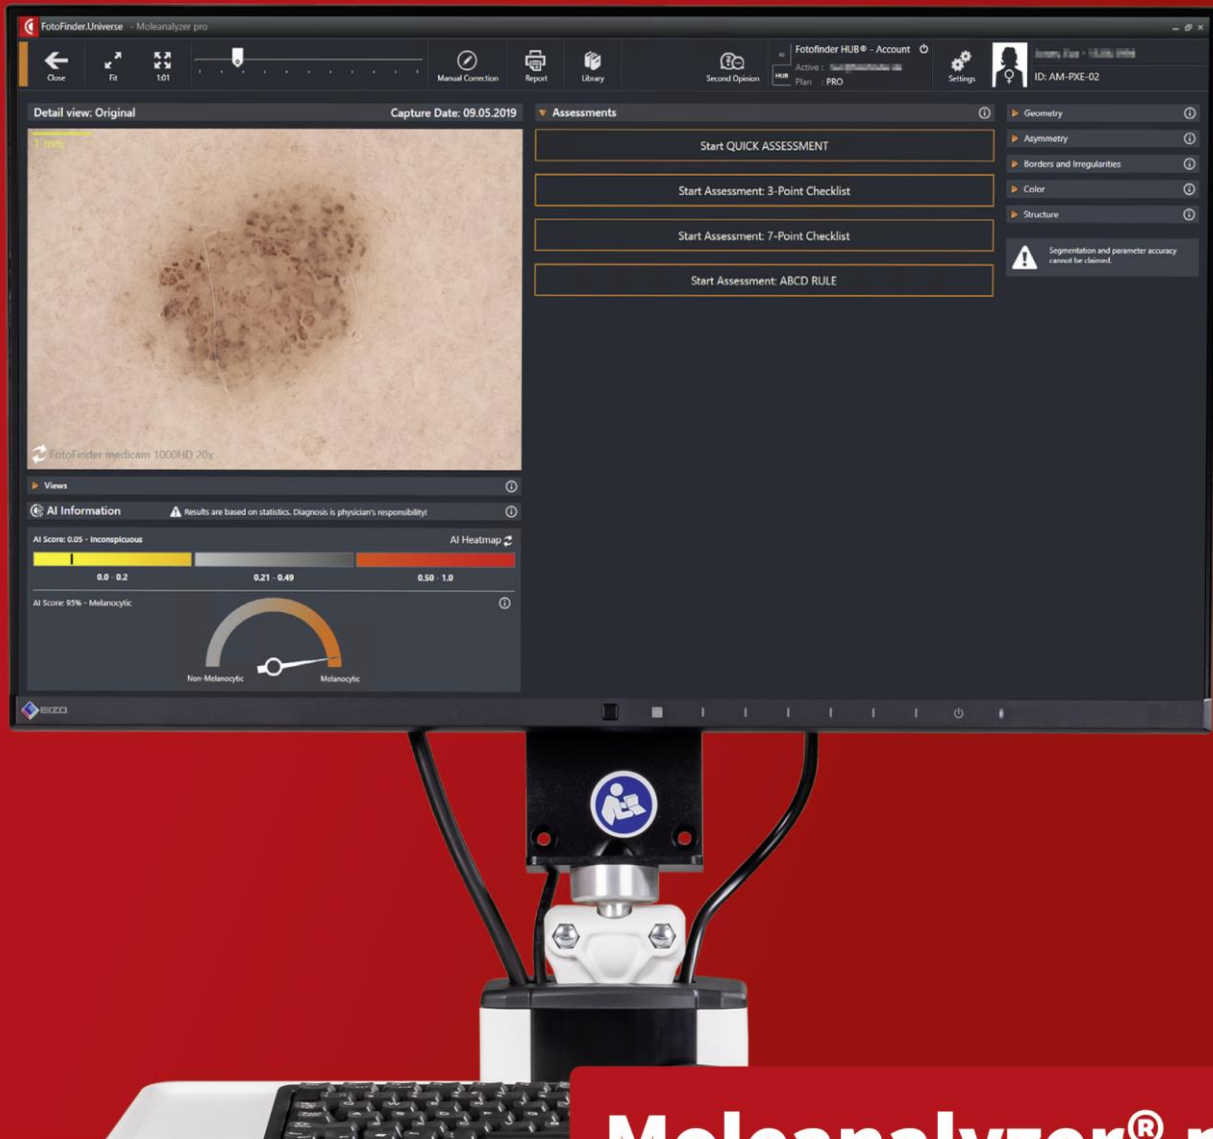 FotoFinder.Universe - Moleanalyzer pro
Close
Fit
1:01
Manual Correction
Report
Library
Second Opinion
AI
HUB
Fotofinder HUB® - Account
Active :
Plan : PRO
Settings
ID: AM-PXE-02
Detail view: Original
Capture Date: 09.05.2019
1 mm
FotoFinder medicam 1000HD 20x
Views
AI Information
Results are based on statistics. Diagnosis is physician's responsibility!
AI Score: 0.05 - Inconspicuous
AI Heatmap
0.0 - 0.2
0.21 - 0.49
0.50 - 1.0
AI Score: 95% - Melanocytic
Non-Melanocytic
Melanocytic
Assessments
Start QUICK ASSESSMENT
Start Assessment: 3-Point Checklist
Start Assessment: 7-Point Checklist
Start Assessment: ABCD RULE
Geometry
Asymmetry
Borders and Irregularities
Color
Structure
Segmentation and parameter accuracy
cannot be claimed.
EIZO
Moleanalyzer®